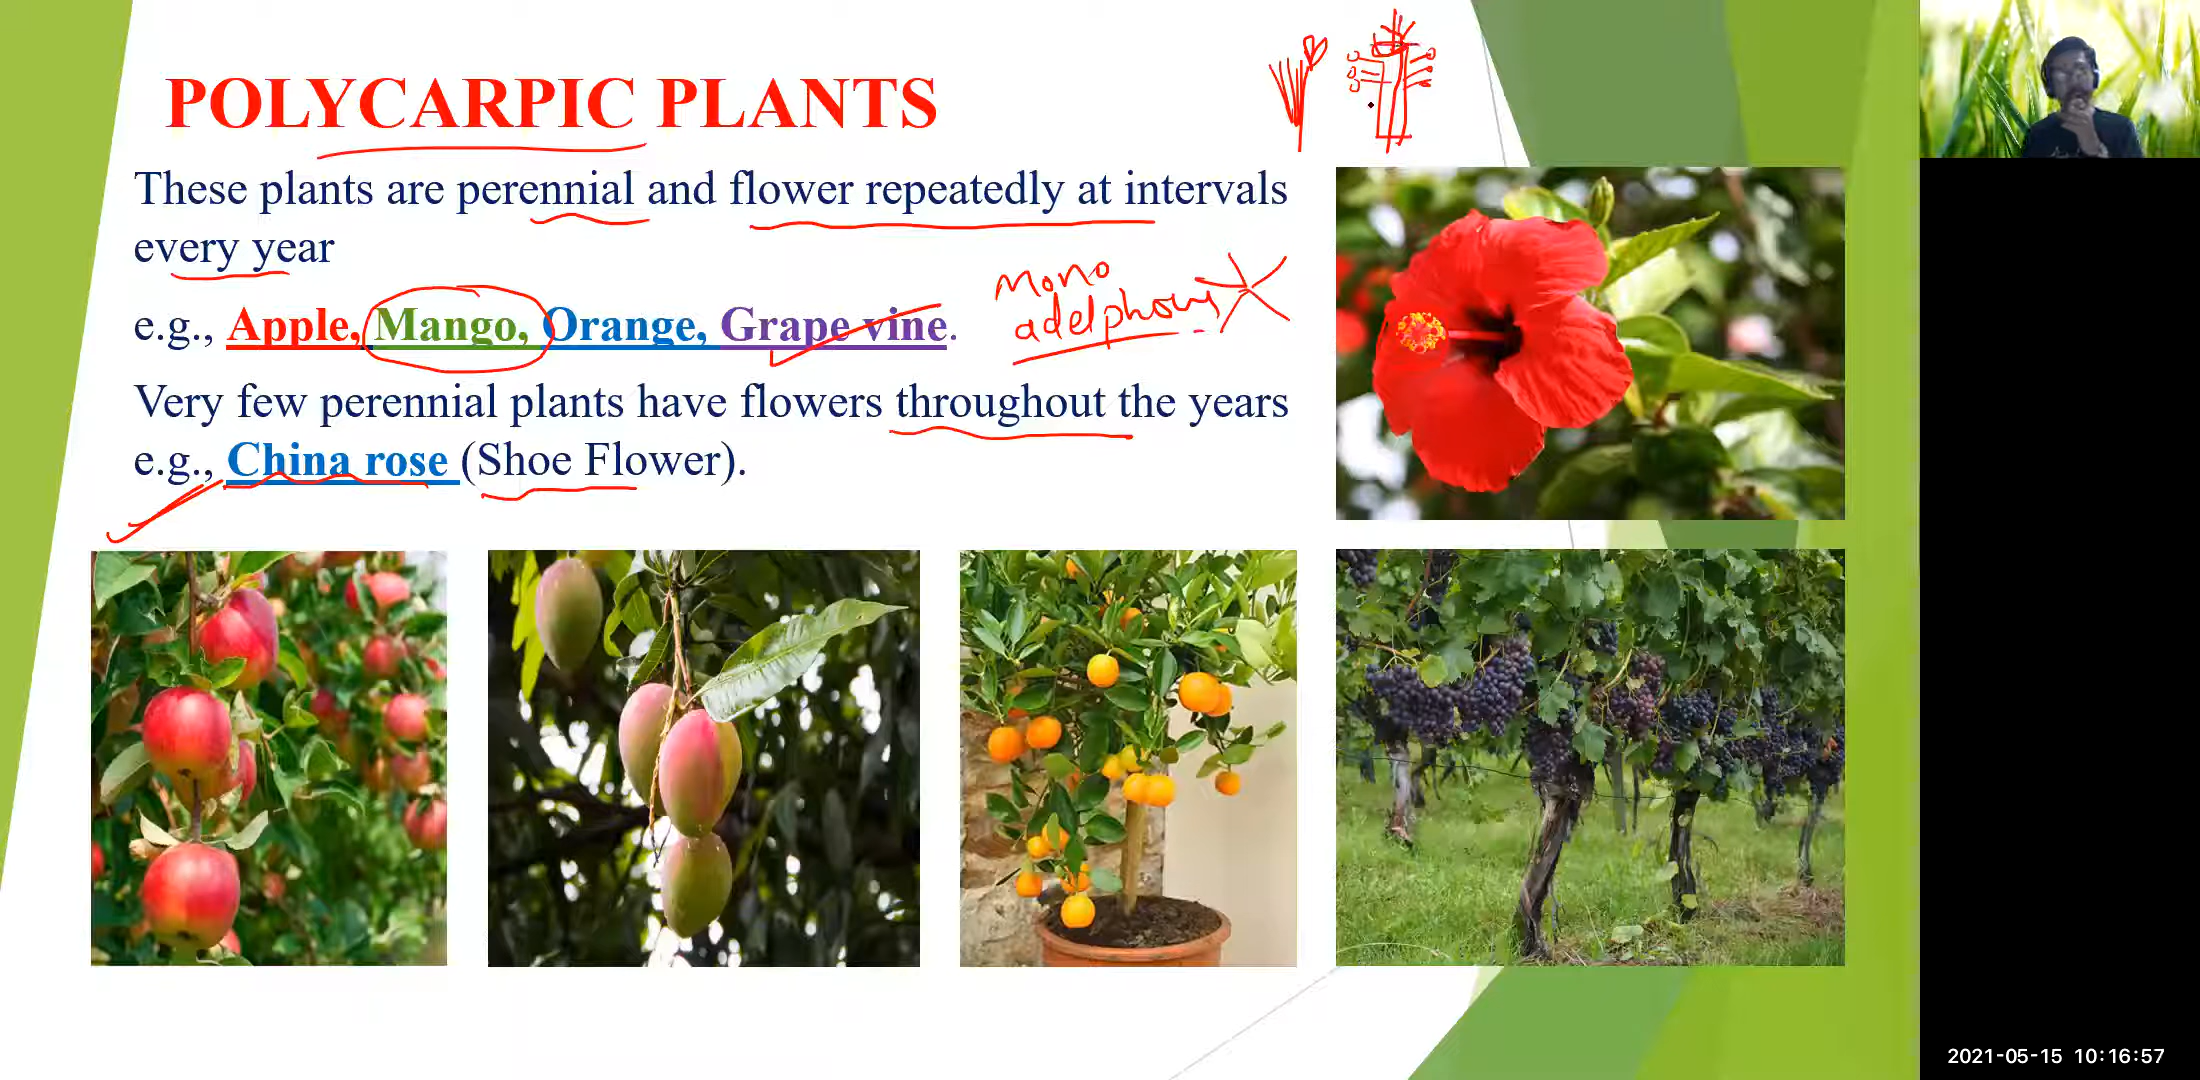 POLYCARPIC PLANTS
These plants are perennial and flower repeatedly at intervals
every year
e.g., Apple, Mango, Orange, Grape vine.
Mono
adelphous
Very few perennial plants have flowers throughout the years
e.g., China rose (Shoe Flower).
2021-05-15 10:16:57